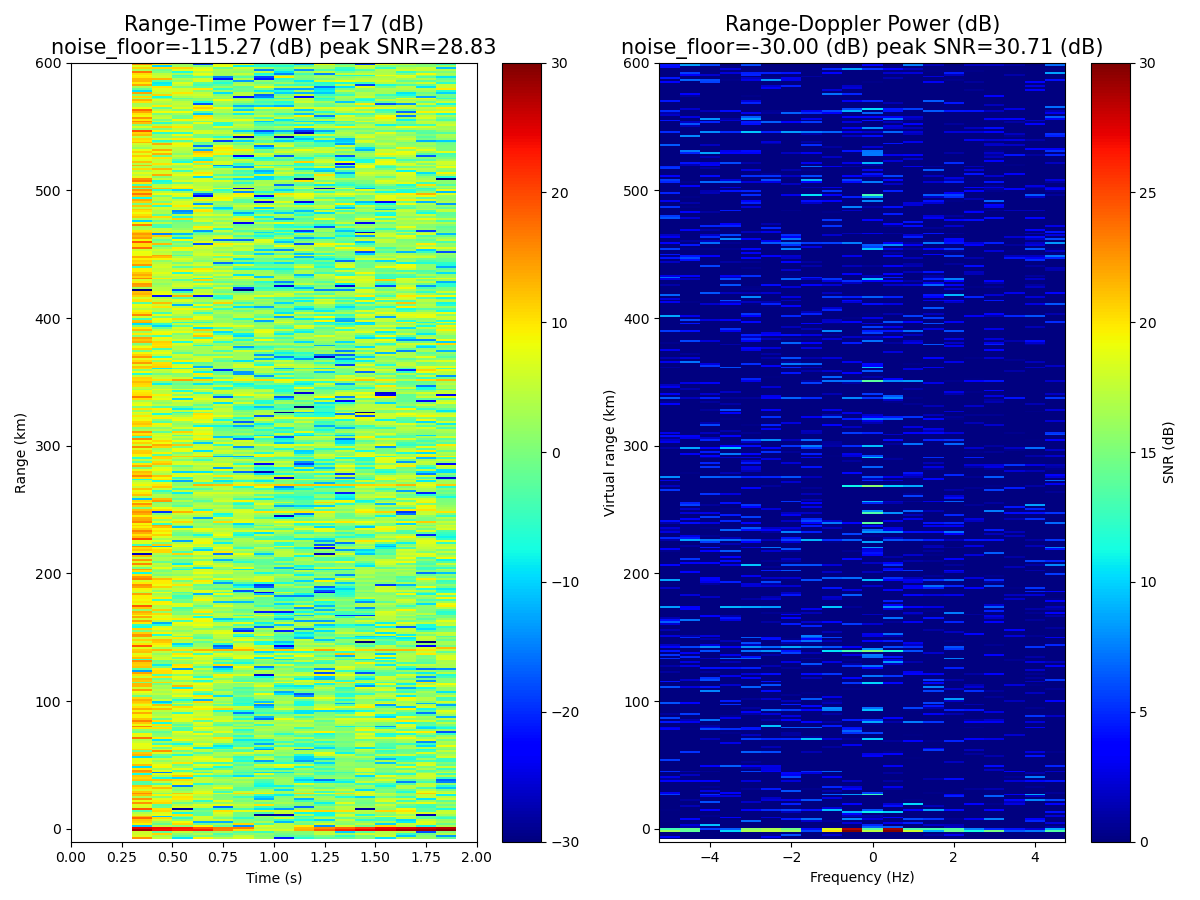 Range-Time Power f=17 (dB)
noise_floor=-115.27 (dB) peak SNR=28.83
600
500
400
300
200
100
0
Range (km)
0.00 0.25 0.50 0.75 1.00 1.25 1.50 1.75 2.00
Time (s)
30
20
10
0
−10
−20
−30
Range-Doppler Power (dB)
noise_floor=-30.00 (dB) peak SNR=30.71 (dB)
600
500
400
300
200
100
0
Virtual range (km)
−4 −2 0 2 4
Frequency (Hz)
30
25
20
15
10
5
0
SNR (dB)